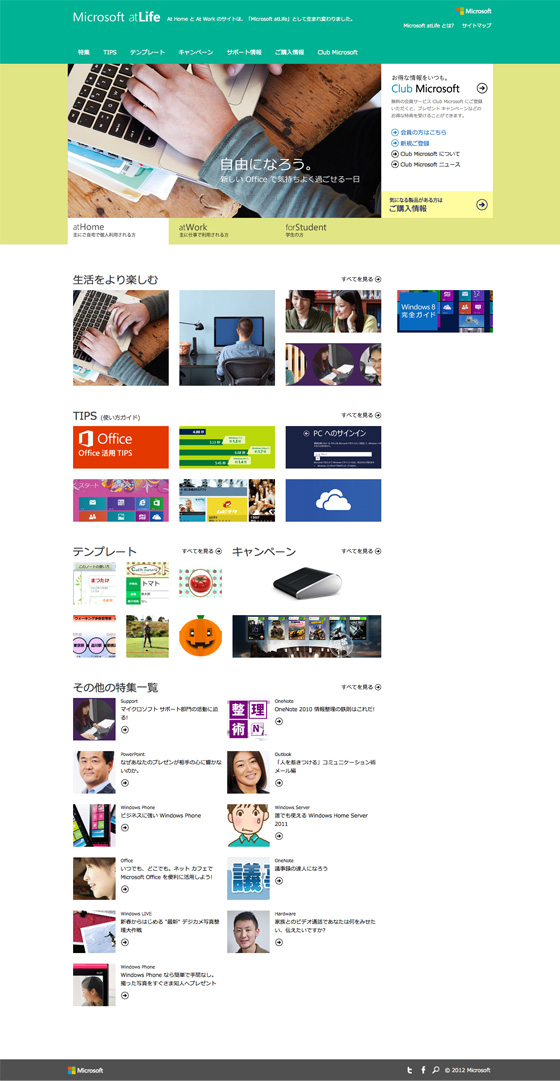 Microsoft
Microsoft atLife
At Home と At Work のサイトは、「Microsoft atLife」として生まれ変わりました。
Microsoft atLife とは?
サイトマップ
特集
TIPS
テンプレート
キャンペーン
サポート情報
ご購入情報
Club Microsoft
自由になろう。
新しい Office で気持ちよく過ごせる一日
お得な情報をいつも。
Club Microsoft
無料の会員サービス Club Microsoft にご登録
いただくと、プレゼント キャンペーンなどの
お得な特典を受けることができます。
会員の方はこちら
新規ご登録
Club Microsoft について
Club Microsoft ニュース
気になる製品がある方は
ご購入情報
atHome
主にご自宅で個人利用される方
atWork
主に仕事で利用される方
forStudent
学生の方
生活をより楽しむ
すべてを見る
Windows 8
完全ガイド
TIPS (使い方ガイド)
すべてを見る
Office
Office 活用 TIPS
PC へのサインイン
スタート
テンプレート
すべてを見る
キャンペーン
すべてを見る
このノートの使い方
まつたけ
トマト
その他の特集一覧
すべてを見る
Support
マイクロソフト サポート部門の活動に迫
る!
整理
術
OneNote
OneNote 2010 情報整理の鉄則はこれだ!
PowerPoint
なぜあなたのプレゼンが相手の心に響かな
いのか。
Outlook
「人を惹きつける」コミュニケーション術
メール編
Windows Phone
ビジネスに強い Windows Phone
Windows Server
誰でも使える Windows Home Server
2011
Office
いつでも、どこでも。ネット カフェで
Microsoft Office を便利に活用しよう!
議
OneNote
議事録の達人になろう
Windows LIVE
新春からはじめる "最新" デジカメ写真整
理大作戦
Hardware
家族とのビデオ通話であなたは何をみせた
い、伝えたいですか?
Windows Phone
Windows Phone なら簡単で手間なし。
撮った写真をすぐさま知人へプレゼント
Microsoft
© 2012 Microsoft